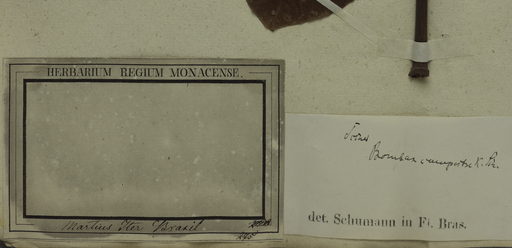 HERBARIUM REGIUM MONACENSE.
Martius Iter Brasil.
Bombax campestre K. Sch.
det. Schumann in Fl. Bras.